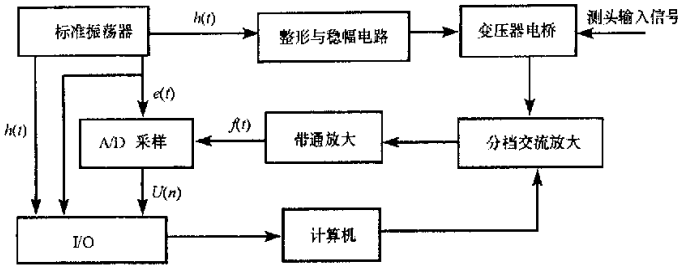 标准振荡器
h(t)
整形与稳幅电路
变压器电桥
测头输入信号
e(t)
h(t)
A/D 采样
f(t)
带通放大
分档交流放大
U(n)
I/O
计算机